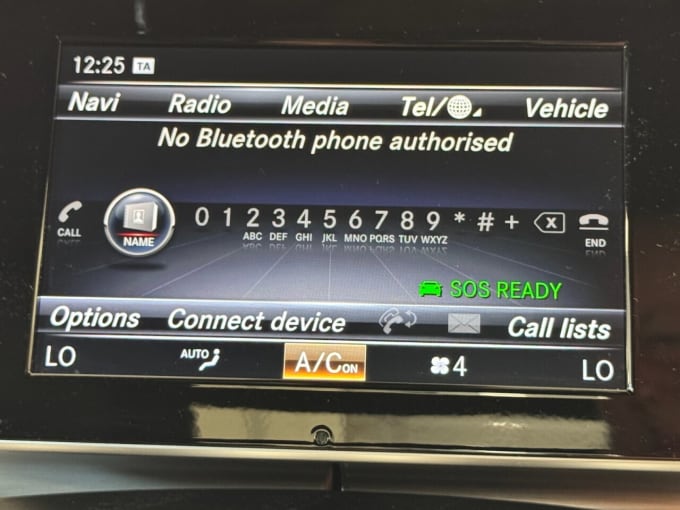 12:25 TA
Navi Radio Media Tel/ Vehicle
No Bluetooth phone authorised
CALL NAME 0 1 2 3 4 5 6 7 8 9 * # + X END
ABC DEF GHI JKL MNO PQRS TUV WXYZ
SOS READY
Options Connect device Call lists
LO AUTO A/C ON 4 LO